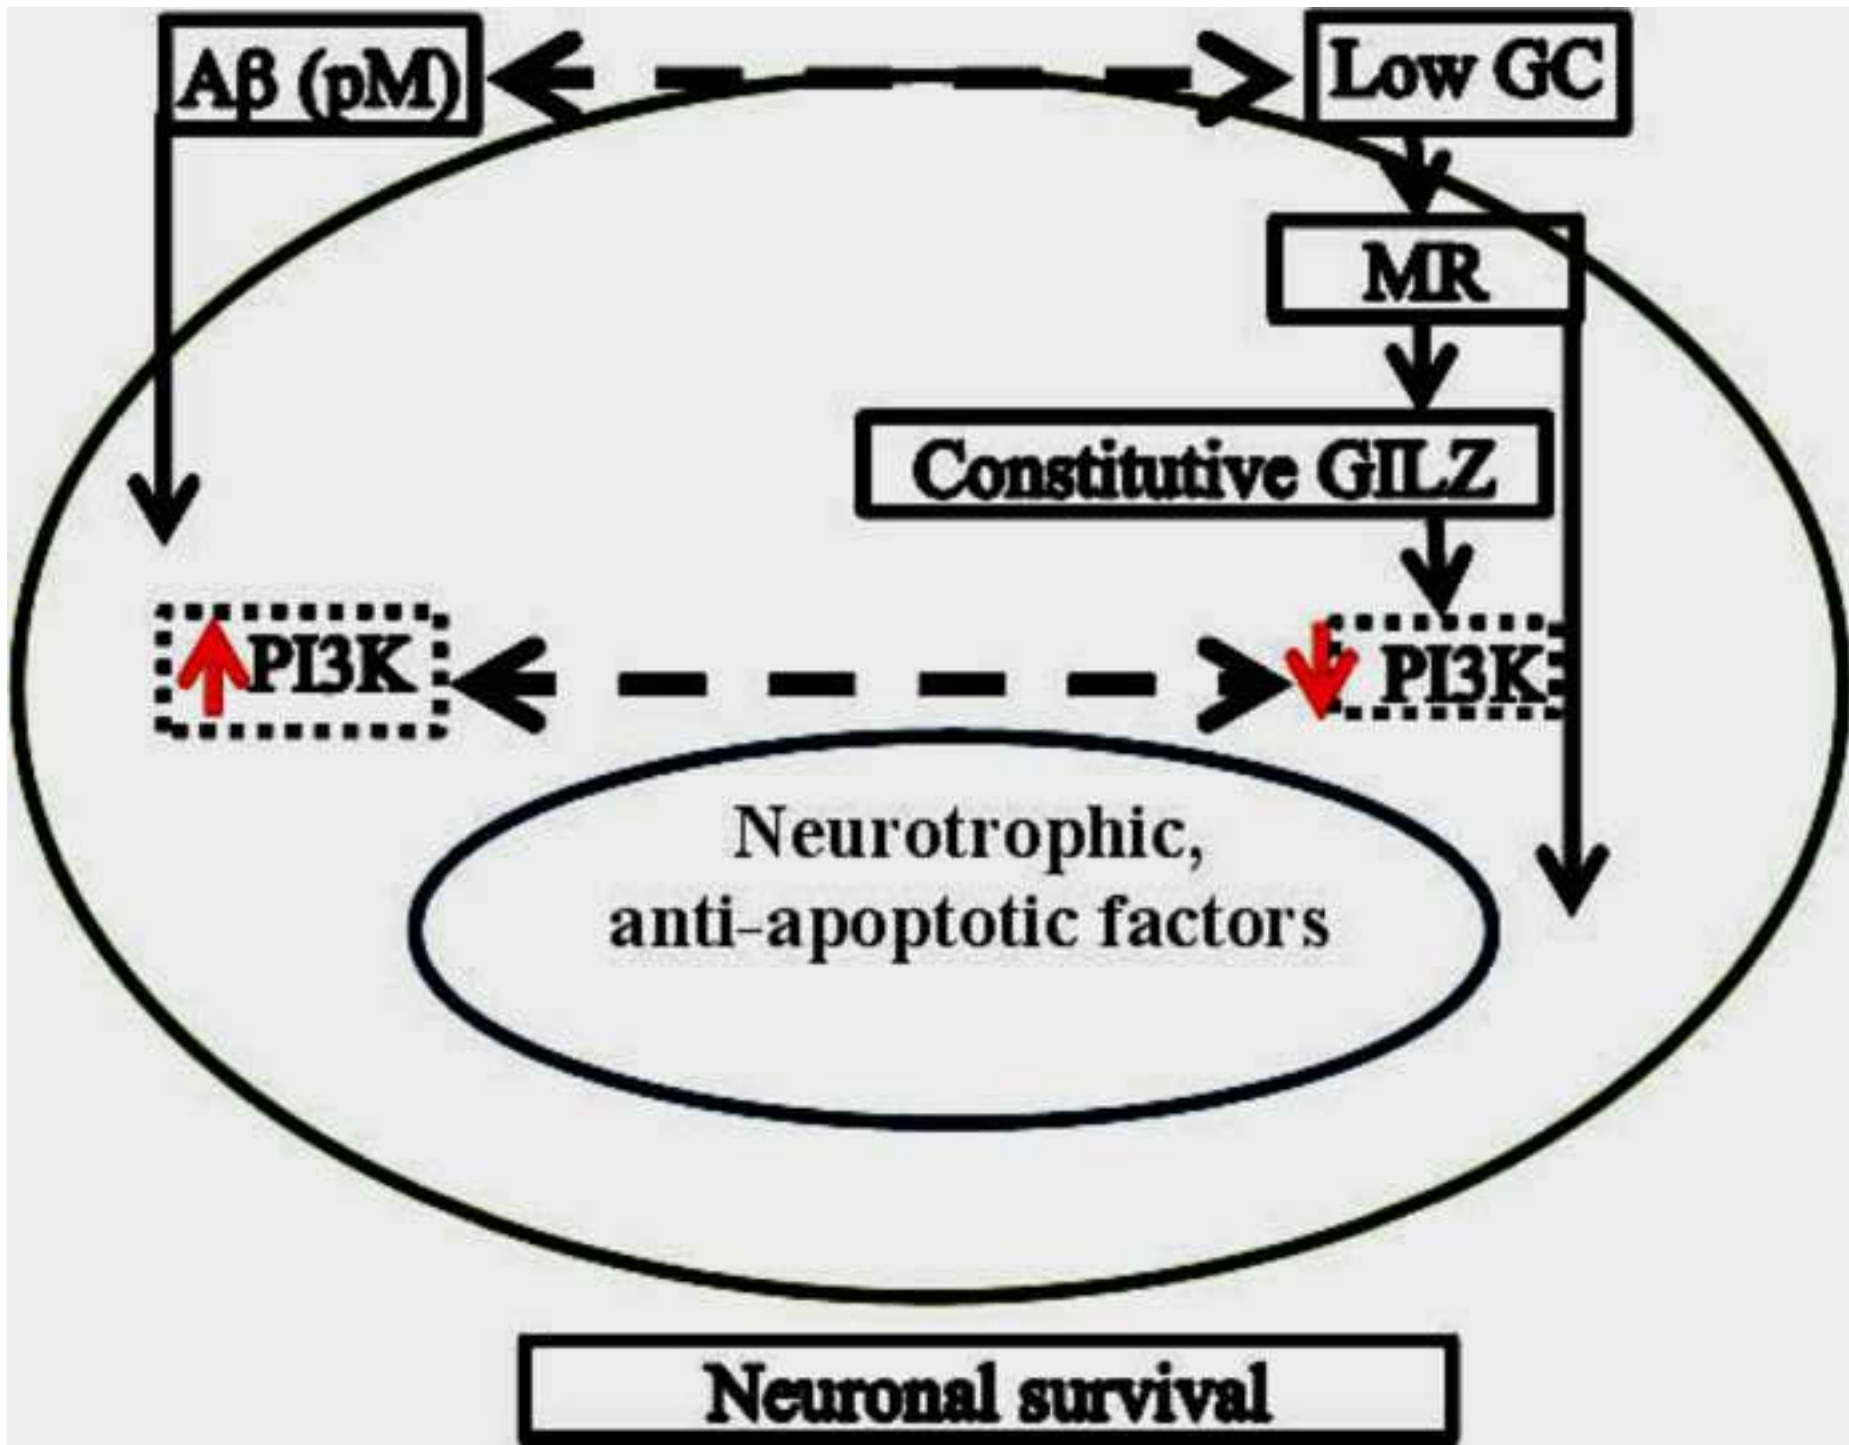 Aβ (pM)
Low GC
MR
Constitutive GILZ
PI3K
PI3K
Neurotrophic,
anti-apoptotic factors
Neuronal survival